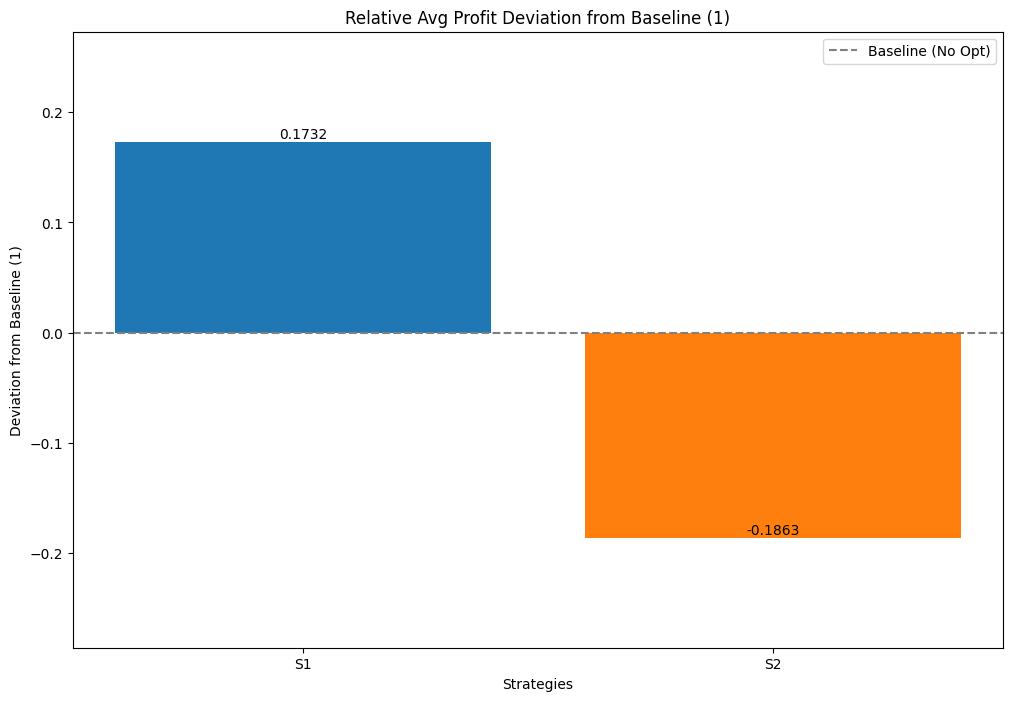 Relative Avg Profit Deviation from Baseline (1)
Baseline (No Opt)
0.2
0.1
0.0
−0.1
−0.2
Deviation from Baseline (1)
0.1732
-0.1863
S1
S2
Strategies